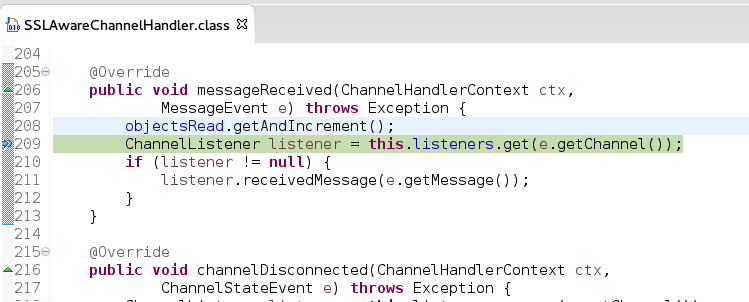 SSLAwareChannelHandler.class
204
205 @Override
206 public void messageReceived(ChannelHandlerContext ctx,
207 MessageEvent e) throws Exception {
208 objectsRead.getAndIncrement();
209 ChannelListener listener = this.listeners.get(e.getChannel());
210 if (listener != null) {
211 listener.receivedMessage(e.getMessage());
212 }
213 }
214
215 @Override
216 public void channelDisconnected(ChannelHandlerContext ctx,
217 ChannelStateEvent e) throws Exception {